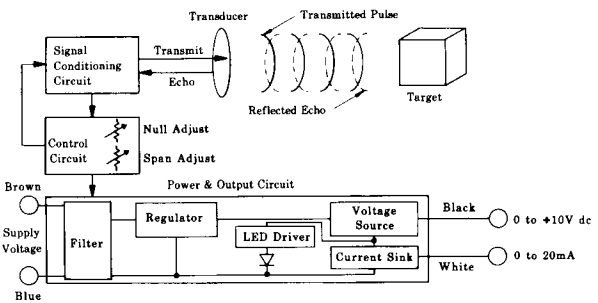 Transducer
Transmitted Pulse
Signal
Conditioning
Circuit
Transmit
Echo
Reflected Echo
Target
Control
Circuit
Null Adjust
Span Adjust
Brown
Power & Output Circuit
Supply
Voltage
Filter
Regulator
LED Driver
Voltage
Source
Current Sink
Black
0 to +10V dc
White
0 to 20mA
Blue